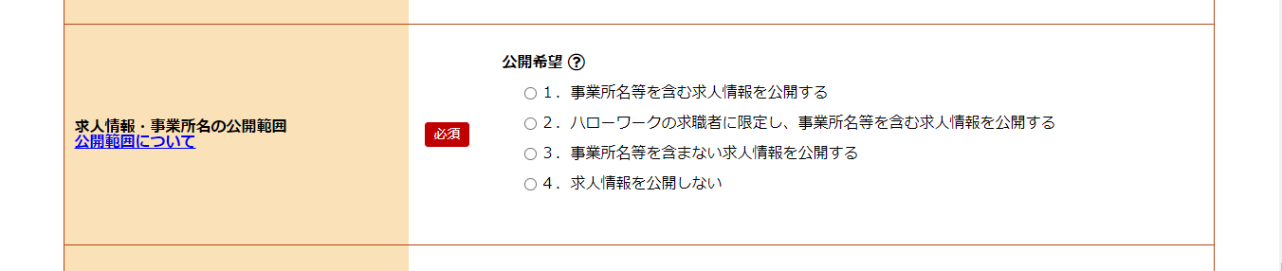 公開希望 ?
1．事業所名等を含む求人情報を公開する
2．ハローワークの求職者に限定し、事業所名等を含む求人情報を公開する
3．事業所名等を含まない求人情報を公開する
4．求人情報を公開しない
求人情報・事業所名の公開範囲
公開範囲について
必須